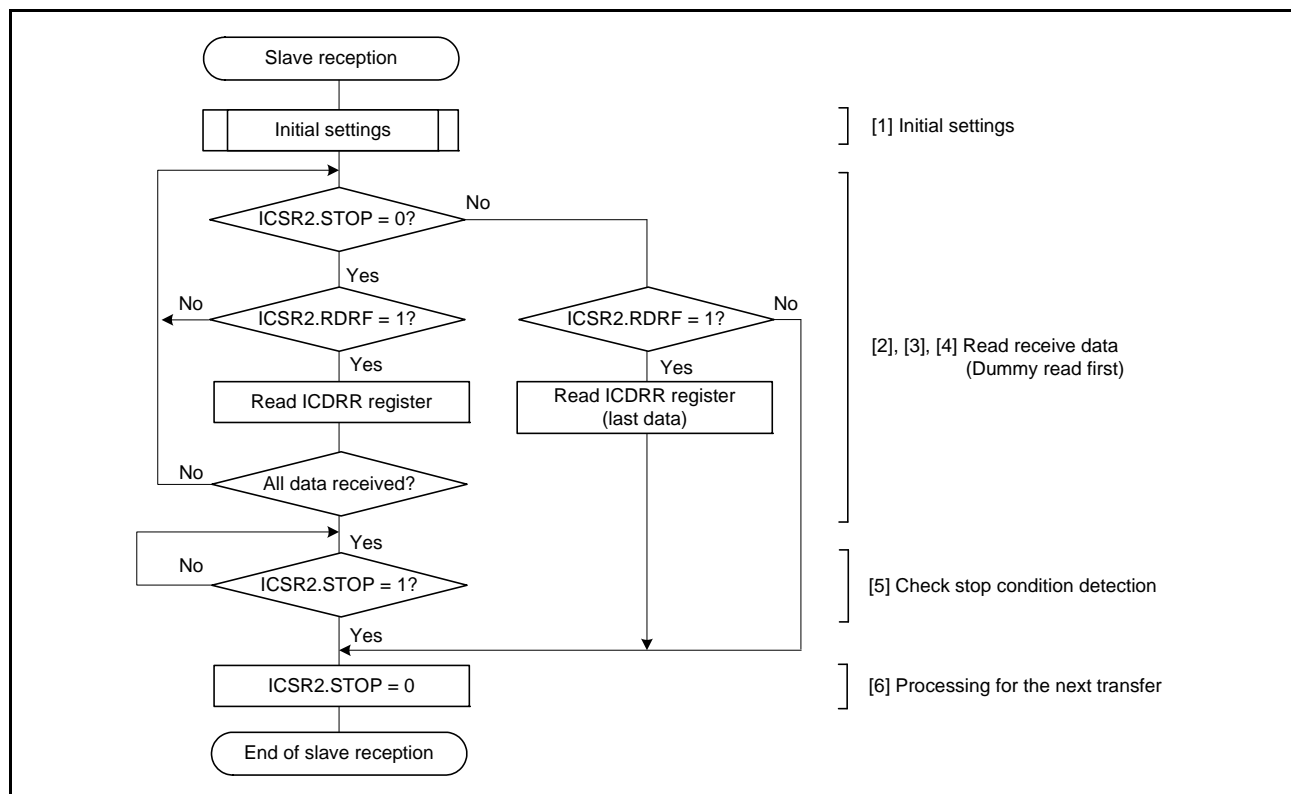 Slave reception
Initial settings
[1] Initial settings
ICSR2.STOP = 0?
No
Yes
No
ICSR2.RDRF = 1?
ICSR2.RDRF = 1?
No
[2], [3], [4] Read receive data
(Dummy read first)
Yes
Yes
Read ICDRR register
Read ICDRR register
(last data)
No
All data received?
Yes
No
ICSR2.STOP = 1?
[5] Check stop condition detection
Yes
ICSR2.STOP = 0
[6] Processing for the next transfer
End of slave reception